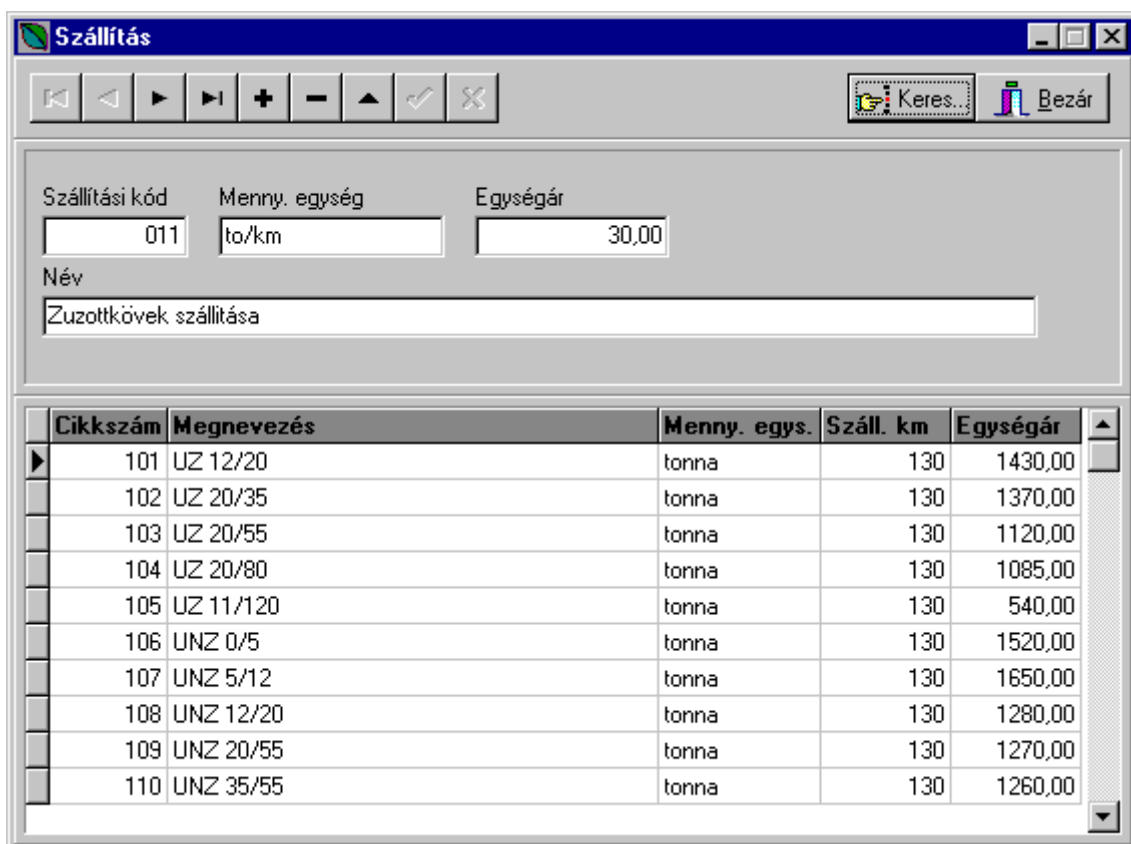 Szállítás
Keres... Bezár
Szállítási kód Menny. egység Egységár
011 to/km 30,00
Név
Zuzottkövek szállitása
Cikkszám Megnevezés Menny. egys. Száll. km Egységár
101 UZ 12/20 tonna 130 1430,00
102 UZ 20/35 tonna 130 1370,00
103 UZ 20/55 tonna 130 1120,00
104 UZ 20/80 tonna 130 1085,00
105 UZ 11/120 tonna 130 540,00
106 UNZ 0/5 tonna 130 1520,00
107 UNZ 5/12 tonna 130 1650,00
108 UNZ 12/20 tonna 130 1280,00
109 UNZ 20/55 tonna 130 1270,00
110 UNZ 35/55 tonna 130 1260,00